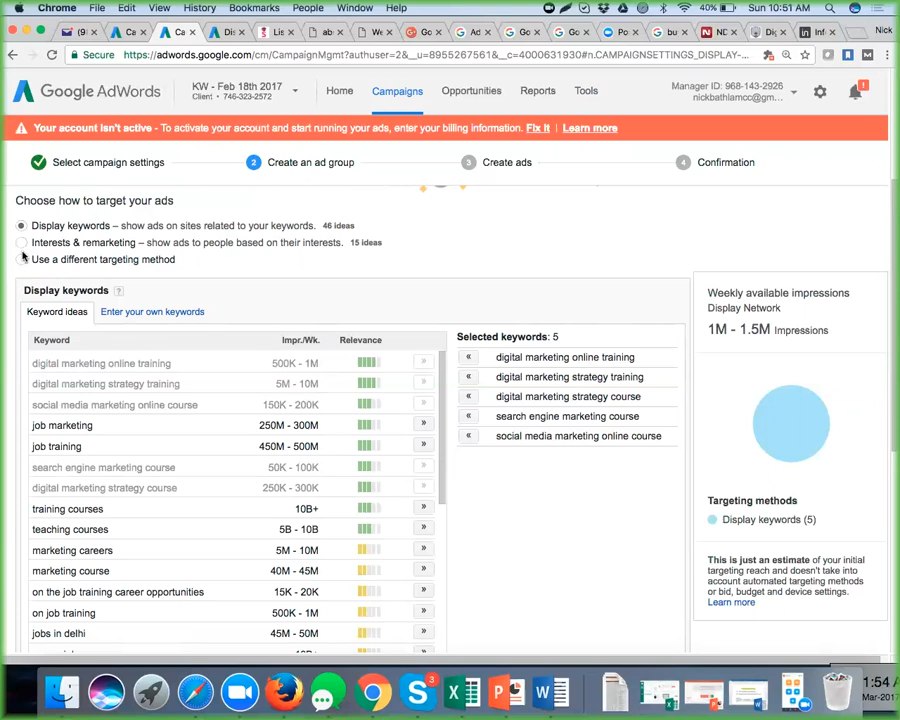 Chrome File Edit View History Bookmarks People Window Help 40% Sun 10:51 AM
Nick
Secure https://adwords.google.com/cm/CampaignMgmt?authuser=2&__u=8955267561&__c=4000631930#n.CAMPAIGNSETTINGS_DISPLAY-...
Google AdWords
KW - Feb 18th 2017
Client • 746-323-2572
Home Campaigns Opportunities Reports Tools
Manager ID: 968-143-2926
nickbathlamcc@gm...
1
Your account isn't active - To activate your account and start running your ads, enter your billing information. Fix it | Learn more
Select campaign settings 2 Create an ad group 3 Create ads 4 Confirmation
Choose how to target your ads
Display keywords – show ads on sites related to your keywords. 46 ideas
Interests & remarketing – show ads to people based on their interests. 15 ideas
Use a different targeting method
Display keywords ?
Keyword ideas Enter your own keywords
Keyword Impr./Wk. Relevance
digital marketing online training 500K - 1M »
digital marketing strategy training 5M - 10M »
social media marketing online course 150K - 200K »
job marketing 250M - 300M »
job training 450M - 500M »
search engine marketing course 50K - 100K »
digital marketing strategy course 250K - 300K »
training courses 10B+ »
teaching courses 5B - 10B »
marketing careers 5M - 10M »
marketing course 40M - 45M »
on the job training career opportunities 15K - 20K »
on job training 500K - 1M »
jobs in delhi 45M - 50M »
Selected keywords: 5
« digital marketing online training
« digital marketing strategy training
« digital marketing strategy course
« search engine marketing course
« social media marketing online course
Weekly available impressions
Display Network
1M - 1.5M Impressions
Targeting methods
Display keywords (5)
This is just an estimate of your initial
targeting reach and doesn't take into
account automated targeting methods
or bid, budget and device settings.
Learn more
3
1:54
Mar-2017